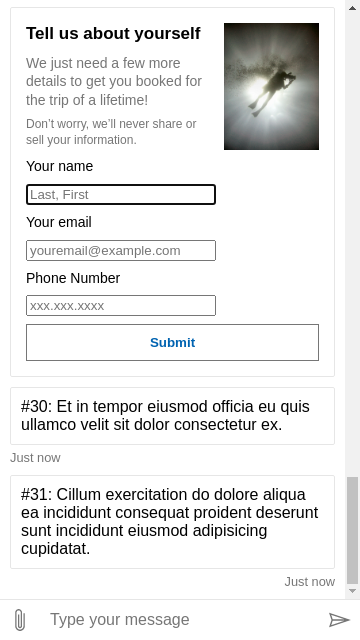 Tell us about yourself
We just need a few more
details to get you booked for
the trip of a lifetime!
Don't worry, we'll never share or
sell your information.
Your name
Last, First
Your email
youremail@example.com
Phone Number
xxx.xxx.xxxx
Submit
#30: Et in tempor eiusmod officia eu quis
ullamco velit sit dolor consectetur ex.
Just now
#31: Cillum exercitation do dolore aliqua
ea incididunt consequat proident deserunt
sunt incididunt eiusmod adipisicing
cupidatat.
Just now
Type your message